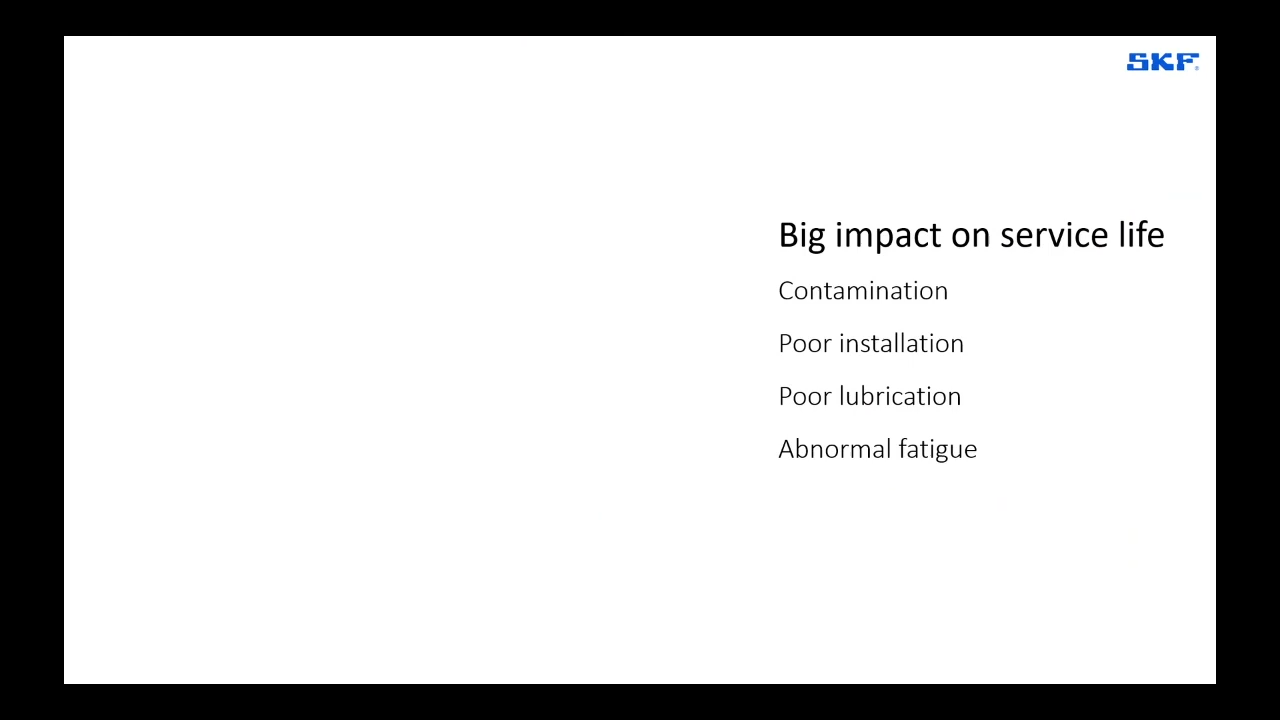 SKF
Big impact on service life
Contamination
Poor installation
Poor lubrication
Abnormal fatigue